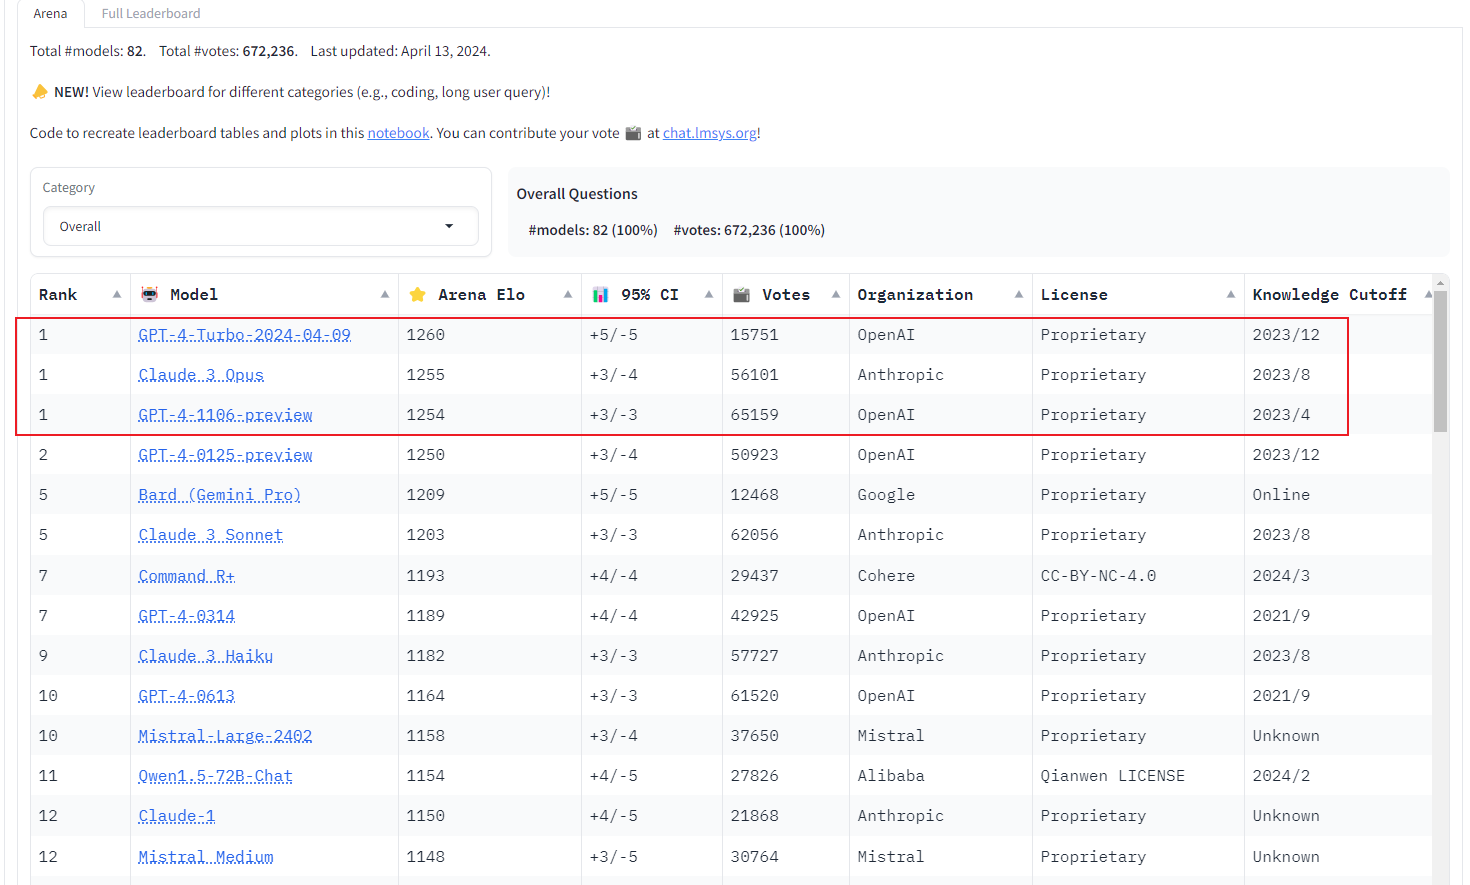 Arena Full Leaderboard
Total #models: 82. Total #votes: 672,236. Last updated: April 13, 2024.
NEW! View leaderboard for different categories (e.g., coding, long user query)!
Code to recreate leaderboard tables and plots in this notebook. You can contribute your vote at chat.lmsys.org!
Category
Overall
Overall Questions
#models: 82 (100%) #votes: 672,236 (100%)
Rank Model Arena Elo 95% CI Votes Organization License Knowledge Cutoff
1 GPT-4-Turbo-2024-04-09 1260 +5/-5 15751 OpenAI Proprietary 2023/12
1 Claude 3 Opus 1255 +3/-4 56101 Anthropic Proprietary 2023/8
1 GPT-4-1106-preview 1254 +3/-3 65159 OpenAI Proprietary 2023/4
2 GPT-4-0125-preview 1250 +3/-4 50923 OpenAI Proprietary 2023/12
5 Bard (Gemini Pro) 1209 +5/-5 12468 Google Proprietary Online
5 Claude 3 Sonnet 1203 +3/-3 62056 Anthropic Proprietary 2023/8
7 Command R+ 1193 +4/-4 29437 Cohere CC-BY-NC-4.0 2024/3
7 GPT-4-0314 1189 +4/-4 42925 OpenAI Proprietary 2021/9
9 Claude 3 Haiku 1182 +3/-3 57727 Anthropic Proprietary 2023/8
10 GPT-4-0613 1164 +3/-3 61520 OpenAI Proprietary 2021/9
10 Mistral-Large-2402 1158 +3/-4 37650 Mistral Proprietary Unknown
11 Qwen1.5-72B-Chat 1154 +4/-5 27826 Alibaba Qianwen LICENSE 2024/2
12 Claude-1 1150 +4/-5 21868 Anthropic Proprietary Unknown
12 Mistral Medium 1148 +3/-5 30764 Mistral Proprietary Unknown